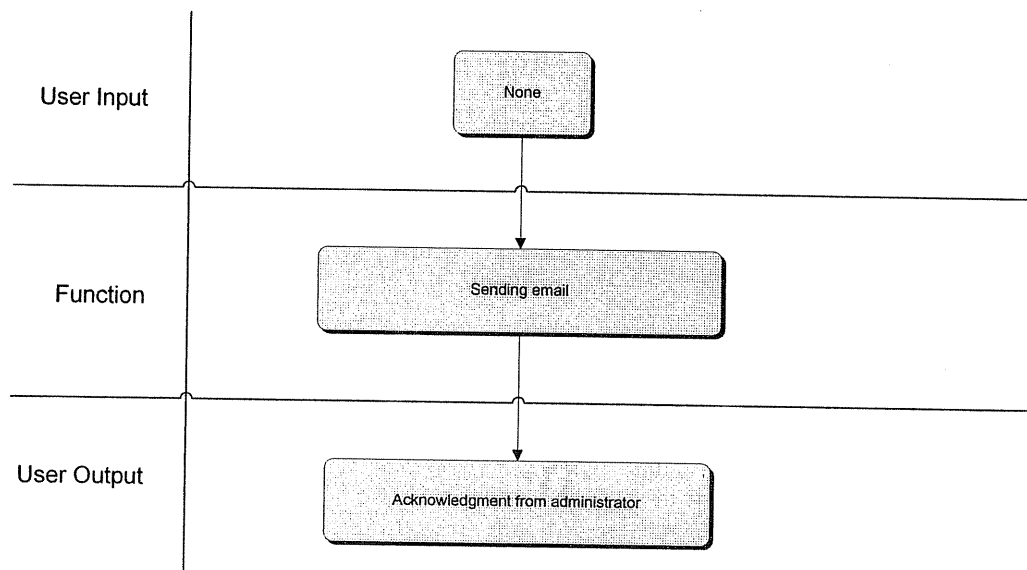 User Input
None
Function
Sending email
User Output
Acknowledgment from administrator